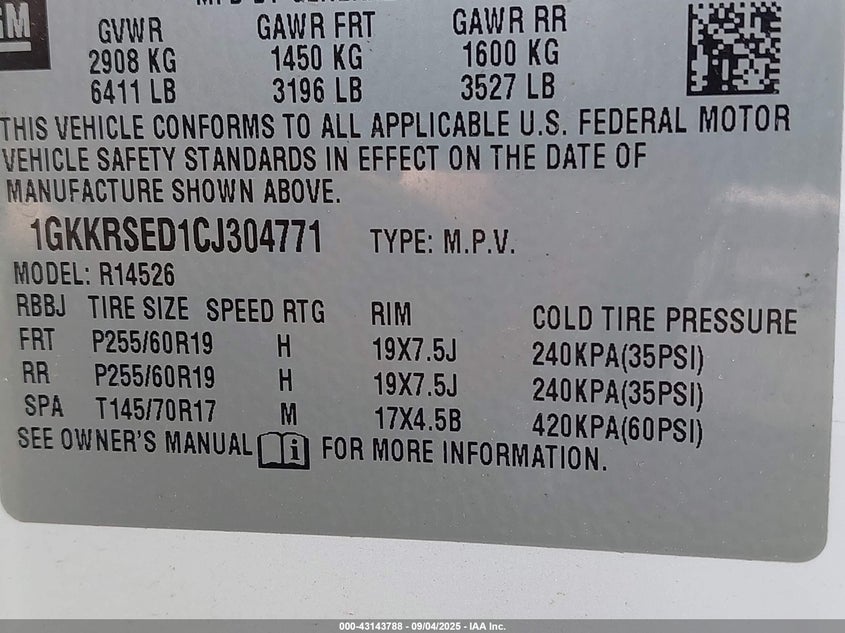 GM
MFD BY GENERAL
GVWR GAWR FRT GAWR RR
2908 KG 1450 KG 1600 KG
6411 LB 3196 LB 3527 LB
THIS VEHICLE CONFORMS TO ALL APPLICABLE U.S. FEDERAL MOTOR
VEHICLE SAFETY STANDARDS IN EFFECT ON THE DATE OF
MANUFACTURE SHOWN ABOVE.
1GKKRSED1CJ304771 TYPE: M.P.V.
MODEL: R14526
RBBJ TIRE SIZE SPEED RTG RIM COLD TIRE PRESSURE
FRT P255/60R19 H 19X7.5J 240KPA(35PSI)
RR P255/60R19 H 19X7.5J 240KPA(35PSI)
SPA T145/70R17 M 17X4.5B 420KPA(60PSI)
SEE OWNER'S MANUAL i FOR MORE INFORMATION.
000-43143788 - 09/04/2025 - IAA Inc.